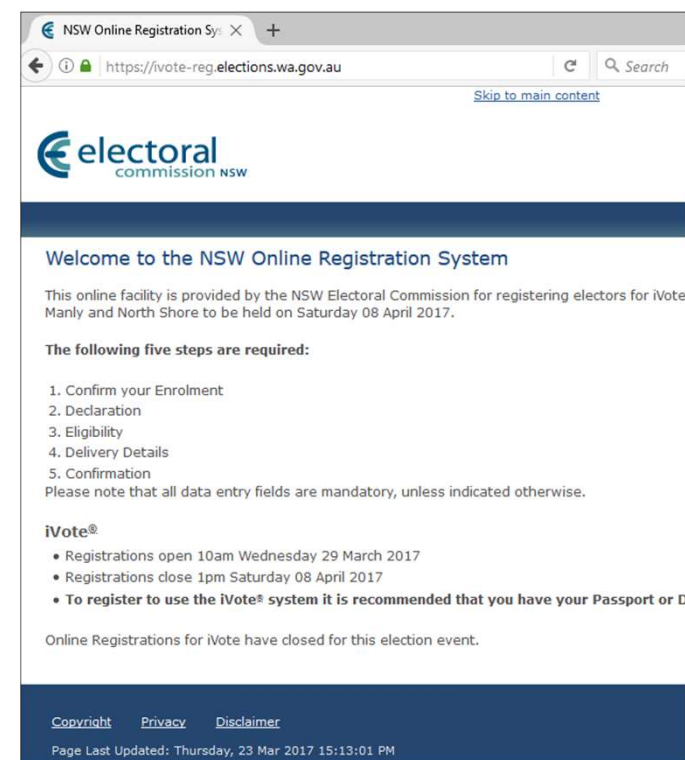 NSW Online Registration Sys
https://ivote-reg.elections.wa.gov.au
Search
Skip to main content
electoral
commission NSW
Welcome to the NSW Online Registration System
This online facility is provided by the NSW Electoral Commission for registering electors for iVote
Manly and North Shore to be held on Saturday 08 April 2017.
The following five steps are required:
1. Confirm your Enrolment
2. Declaration
3. Eligibility
4. Delivery Details
5. Confirmation
Please note that all data entry fields are mandatory, unless indicated otherwise.
iVote®
• Registrations open 10am Wednesday 29 March 2017
• Registrations close 1pm Saturday 08 April 2017
• To register to use the iVote® system it is recommended that you have your Passport or D
Online Registrations for iVote have closed for this election event.
Copyright Privacy Disclaimer
Page Last Updated: Thursday, 23 Mar 2017 15:13:01 PM